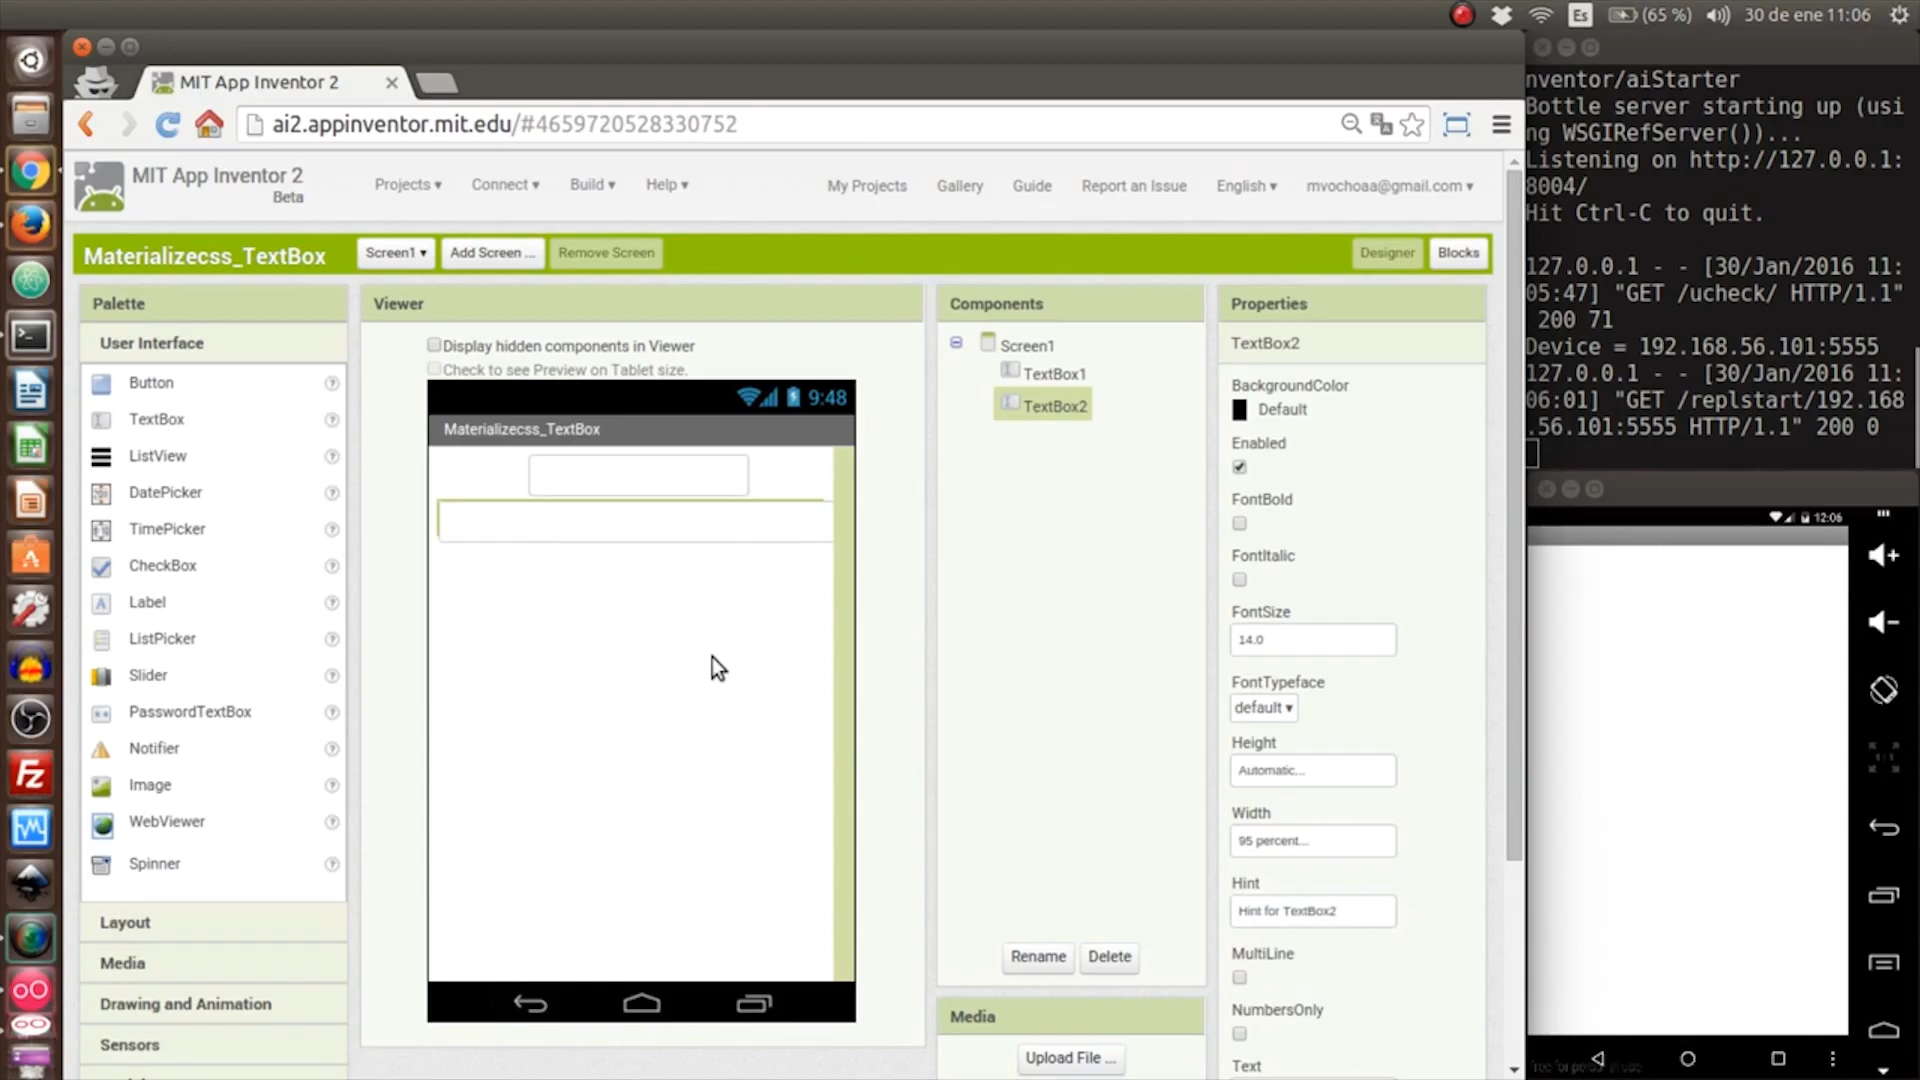 Es
(65 %)
30 de ene 11:06
MIT App Inventor 2
ai2.appinventor.mit.edu/#4659720528330752
MIT App Inventor 2
Beta
Projects ▾
Connect ▾
Build ▾
Help ▾
My Projects
Gallery
Guide
Report an Issue
English ▾
mvochoaa@gmail.com ▾
Materializecss_TextBox
Screen1 ▾
Add Screen ...
Remove Screen
Designer
Blocks
Palette
User Interface
Button
TextBox
ListView
DatePicker
TimePicker
CheckBox
Label
ListPicker
Slider
PasswordTextBox
Notifier
Image
WebViewer
Spinner
Layout
Media
Drawing and Animation
Sensors
Viewer
Display hidden components in Viewer
Check to see Preview on Tablet size.
9:48
Materializecss_TextBox
Components
Screen1
TextBox1
TextBox2
Rename
Delete
Media
Upload File ...
Properties
TextBox2
BackgroundColor
Default
Enabled
FontBold
FontItalic
FontSize
14.0
FontTypeface
default ▾
Height
Automatic...
Width
95 percent...
Hint
Hint for TextBox2
MultiLine
NumbersOnly
Text
nventor/aiStarter
Bottle server starting up (usi
ng WSGIRefServer())...
Listening on http://127.0.0.1:
8004/
Hit Ctrl-C to quit.
127.0.0.1 - - [30/Jan/2016 11:
05:47] "GET /ucheck/ HTTP/1.1"
200 71
Device = 192.168.56.101:5555
127.0.0.1 - - [30/Jan/2016 11:
06:01] "GET /replstart/192.168
.56.101:5555 HTTP/1.1" 200 0
12:06